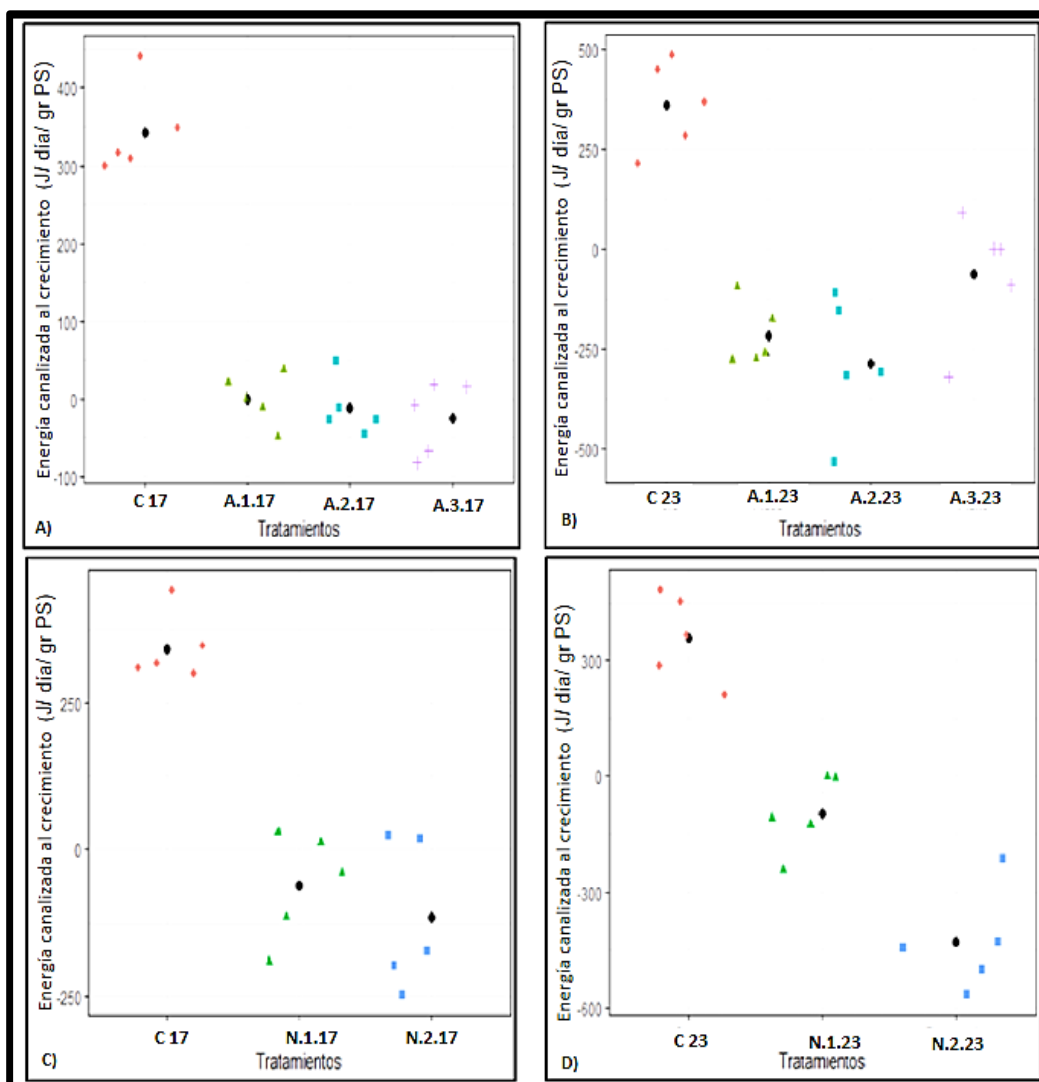 Energía canalizada al crecimiento (J/ día/ gr PS)
400
300
200
100
0
-100
C 17
A.1.17
A.2.17
A.3.17
Tratamientos
A)
Energía canalizada al crecimiento (J/ día/ gr PS)
500
250
0
-250
-500
C 23
A.1.23
A.2.23
A.3.23
Tratamientos
B)
Energía canalizada al crecimiento (J/ día/ gr PS)
250
0
-250
C 17
N.1.17
N.2.17
Tratamientos
C)
Energía canalizada al crecimiento (J/ día/ gr PS)
300
0
-300
-600
C 23
N.1.23
N.2.23
Tratamientos
D)